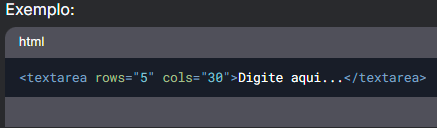 Exemplo:
html
<textarea rows="5" cols="30">Digite aqui...</textarea>